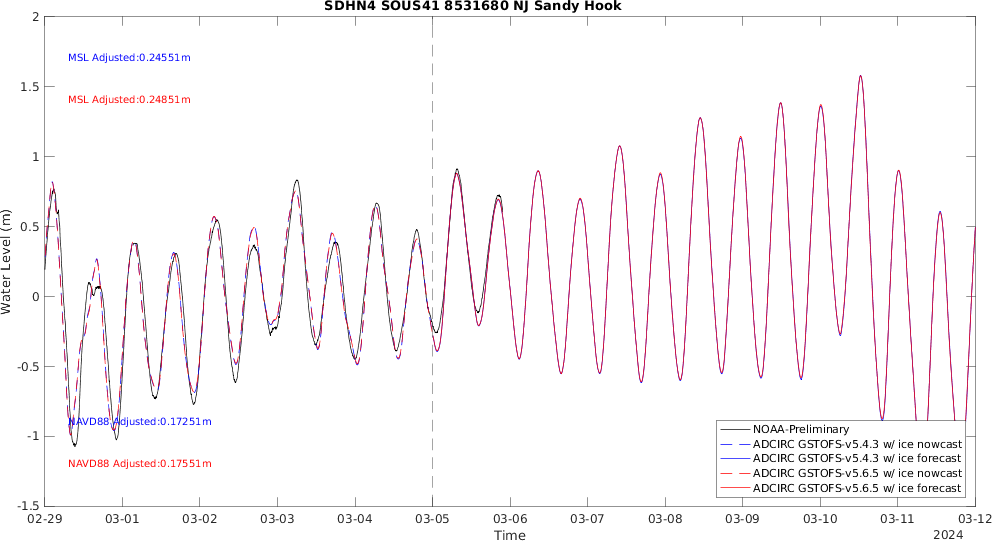 SDHN4 SOUS41 8531680 NJ Sandy Hook
2
1.5
1
0.5
0
-0.5
-1
-1.5
Water Level (m)
MSL Adjusted:0.24551m
MSL Adjusted:0.24851m
NAVD88 Adjusted:0.17251m
NAVD88 Adjusted:0.17551m
NOAA-Preliminary
ADCIRC GSTOFS-v5.4.3 w/ ice nowcast
ADCIRC GSTOFS-v5.4.3 w/ ice forecast
ADCIRC GSTOFS-v5.6.5 w/ ice nowcast
ADCIRC GSTOFS-v5.6.5 w/ ice forecast
02-29 03-01 03-02 03-03 03-04 03-05 03-06 03-07 03-08 03-09 03-10 03-11 03-12
Time
2024